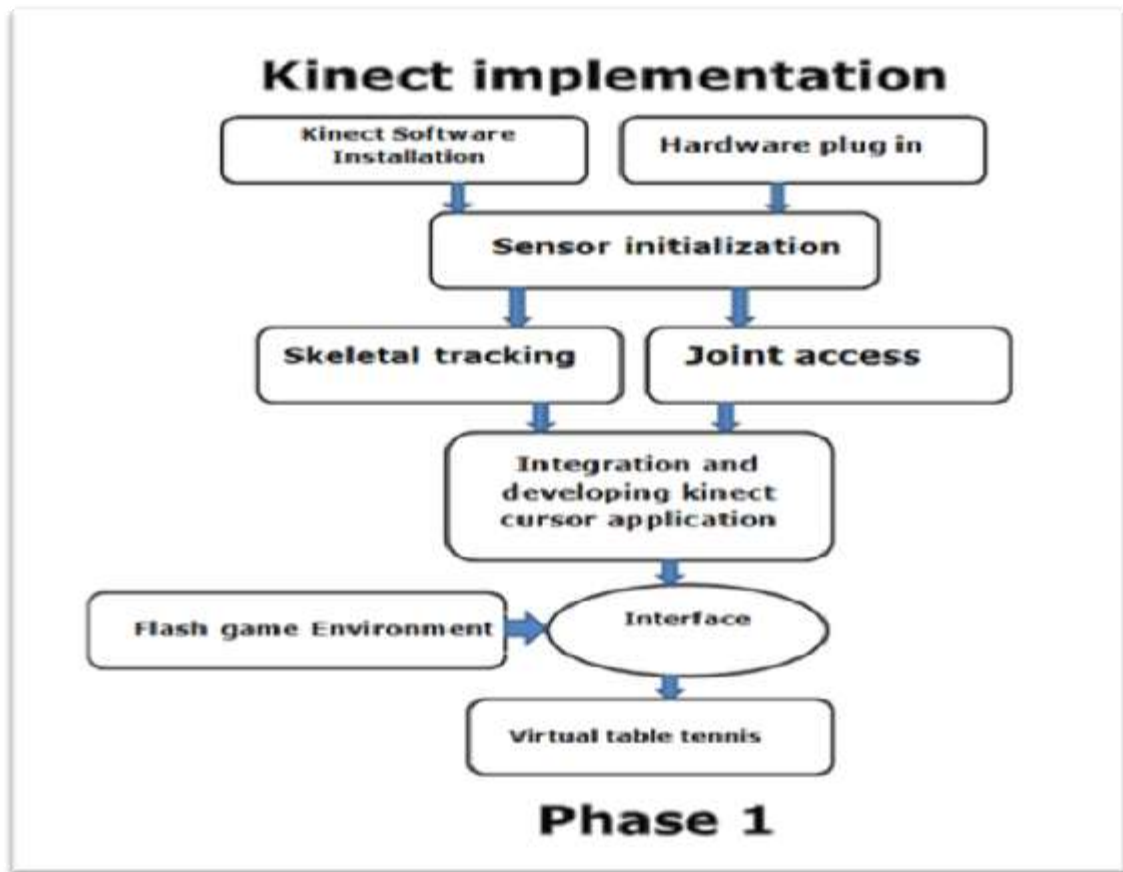 Kinect implementation
Kinect Software
Installation
Hardware plug in
Sensor initialization
Skeletal tracking
Joint access
Integration and
developing kinect
cursor application
Flash game Environment
Interface
Virtual table tennis
Phase 1